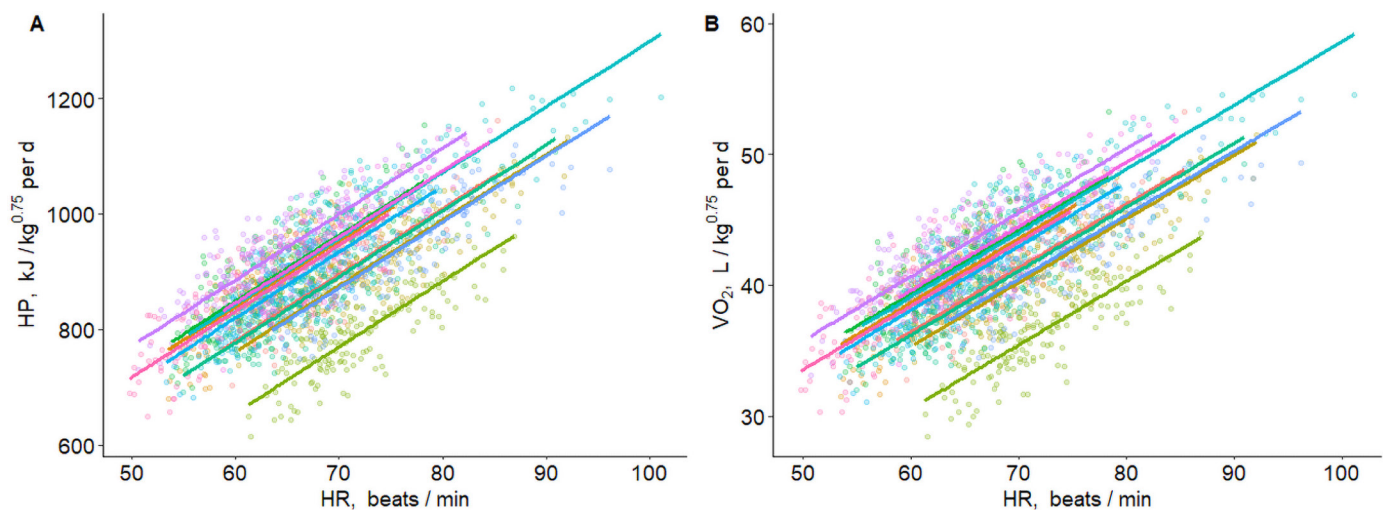 A
HP, kJ / kg0.75 per d
1200
1000
800
600
50 60 70 80 90 100
HR, beats / min
B
VO2, L / kg0.75 per d
60
50
40
30
50 60 70 80 90 100
HR, beats / min